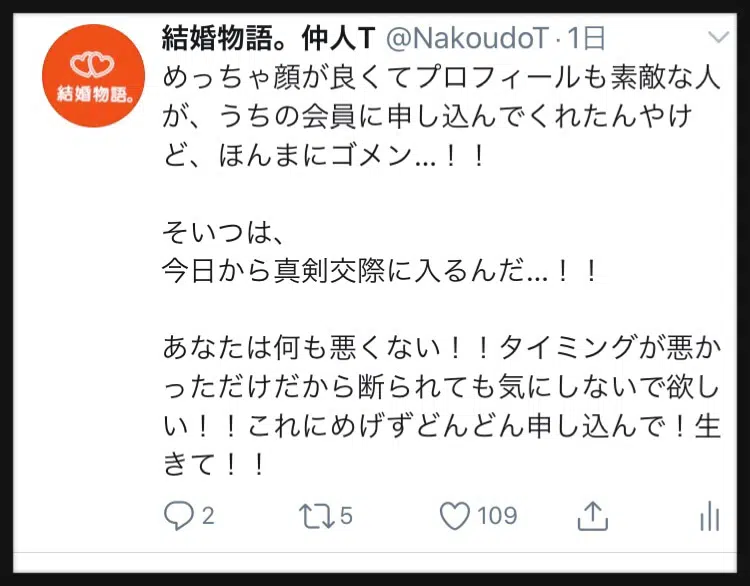 結婚物語。仲人T @NakoudoT · 1日
結婚物語。
めっちゃ顔が良くてプロフィールも素敵な人
が、うちの会員に申し込んでくれたんやけ
ど、ほんまにゴメン...！！
そいつは、
今日から真剣交際に入るんだ...！！
あなたは何も悪くない！！タイミングが悪か
っただけだから断られても気にしないで欲し
い！！これにめげずどんどん申し込んで！生
きて！！
2 5 109